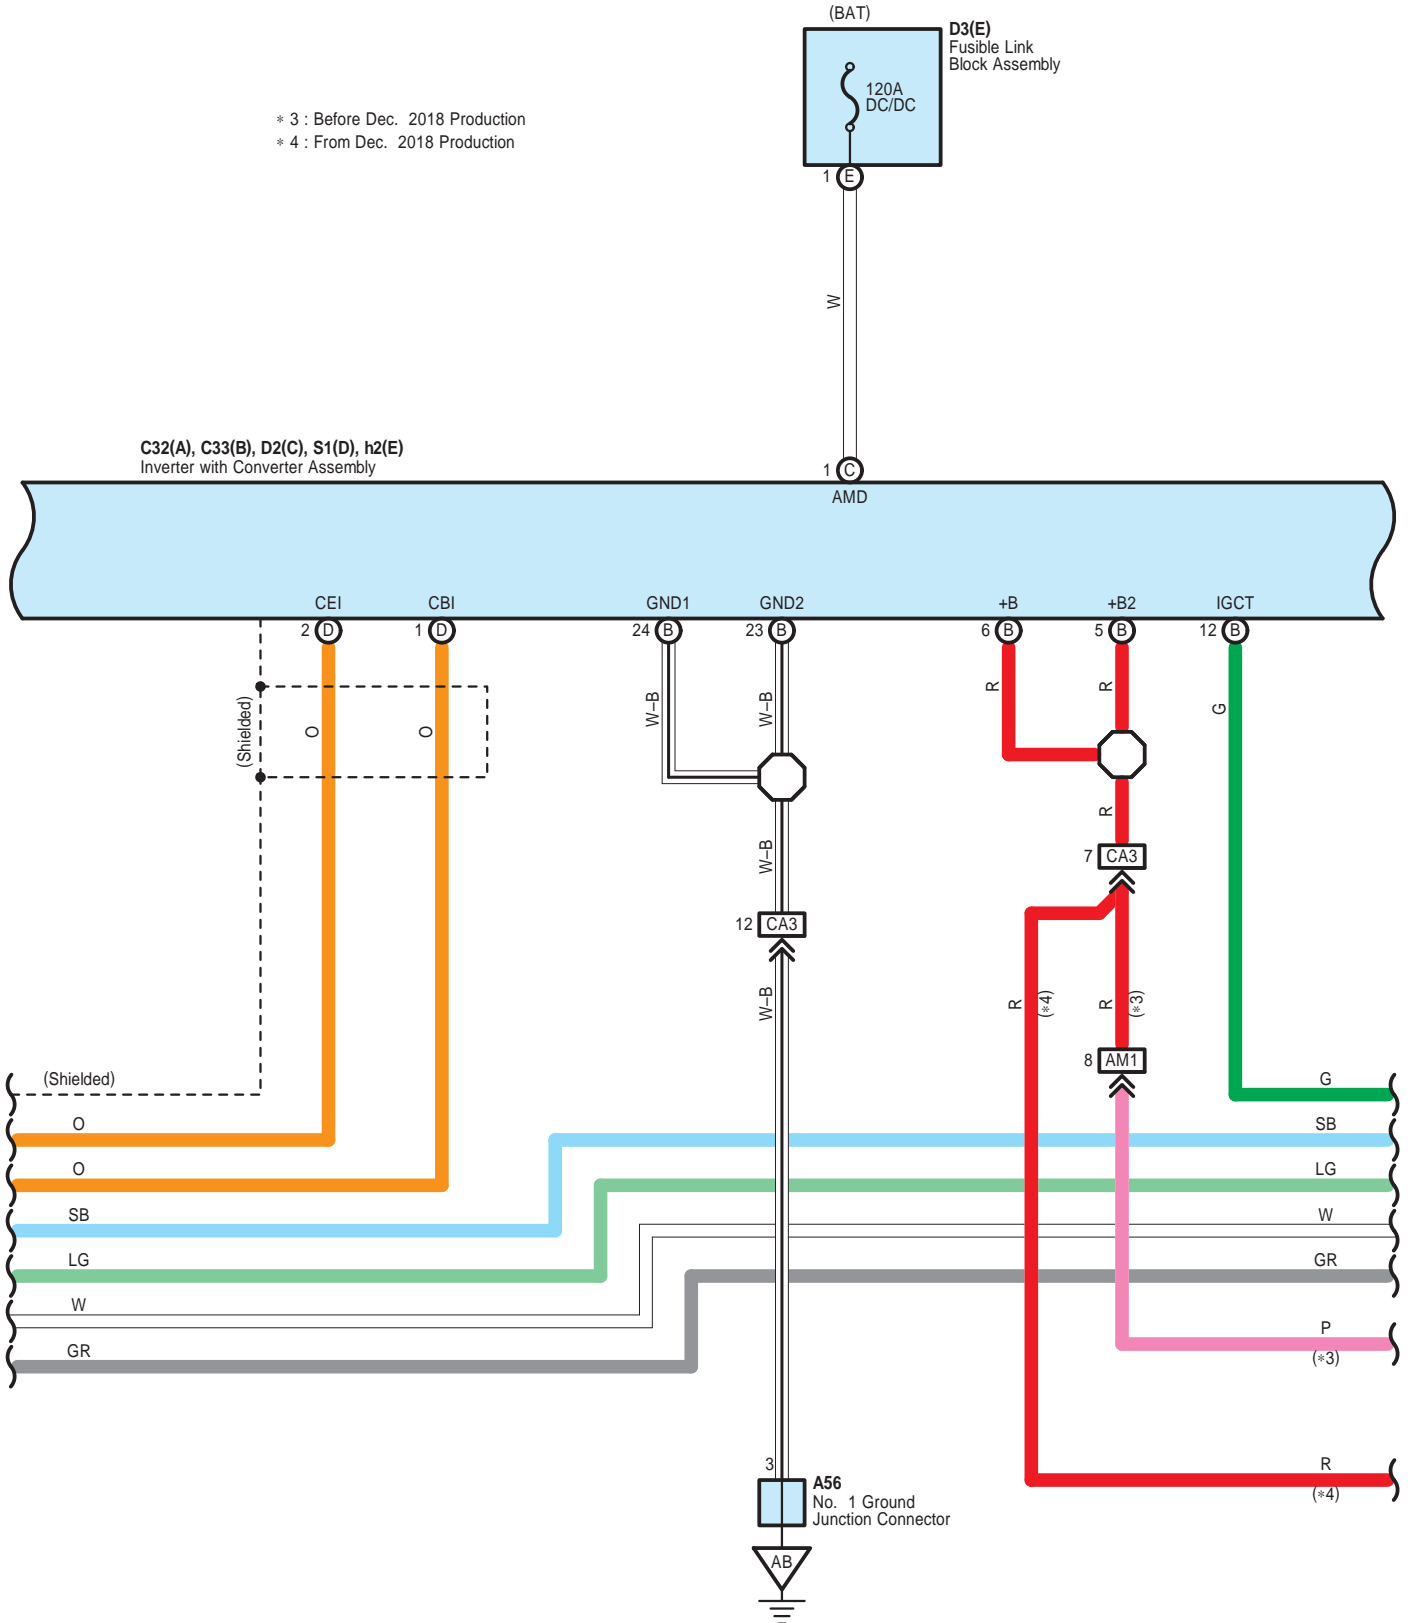 (BAT)
D3(E)
Fusible Link
Block Assembly
120A
DC/DC
* 3 : Before Dec. 2018 Production
* 4 : From Dec. 2018 Production
1 E
W
C32(A), C33(B), D2(C), S1(D), h2(E)
Inverter with Converter Assembly
1 C
AMD
CEI CBI GND1 GND2 +B +B2 IGCT
2 D 1 D 24 B 23 B 6 B 5 B 12 B
(Shielded) O O W–B W–B R R G
R
W–B
7 CA3
12 CA3
W–B
R (*4) R (*3)
8 AM1
(Shielded) G
O SB
O LG
SB W
LG GR
W
P
(*3)
GR
R
(*4)
3
A56
No. 1 Ground
Junction Connector
AB